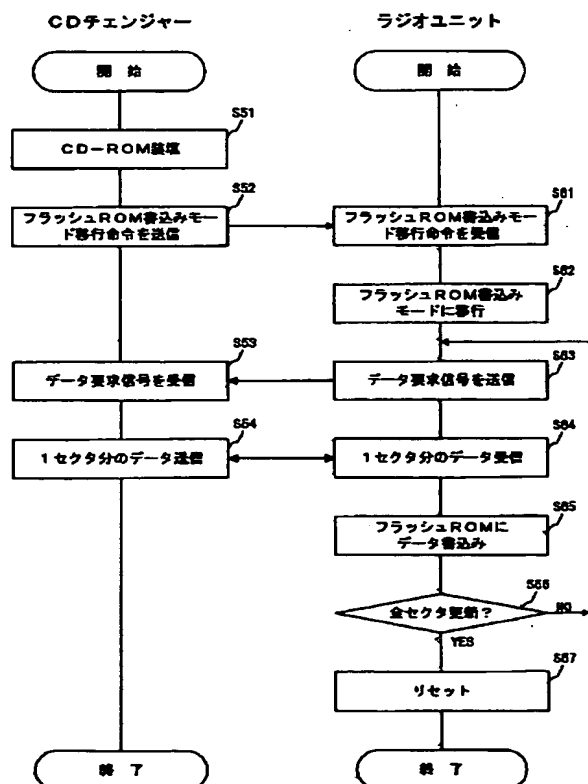 CDチェンジャー
開始
S51
CD-ROM装填
S52
フラッシュROM書込みモー
ド移行命令を送信
S53
データ要求信号を受信
S54
1セクタ分のデータ送信
終了
ラジオユニット
開始
S61
フラッシュROM書込みモー
ド移行命令を受信
S62
フラッシュROM書込み
モードに移行
S63
データ要求信号を送信
S64
1セクタ分のデータ受信
S65
フラッシュROMに
データ書込み
S66
全セクタ更新?
NO
YES
S67
リセット
終了